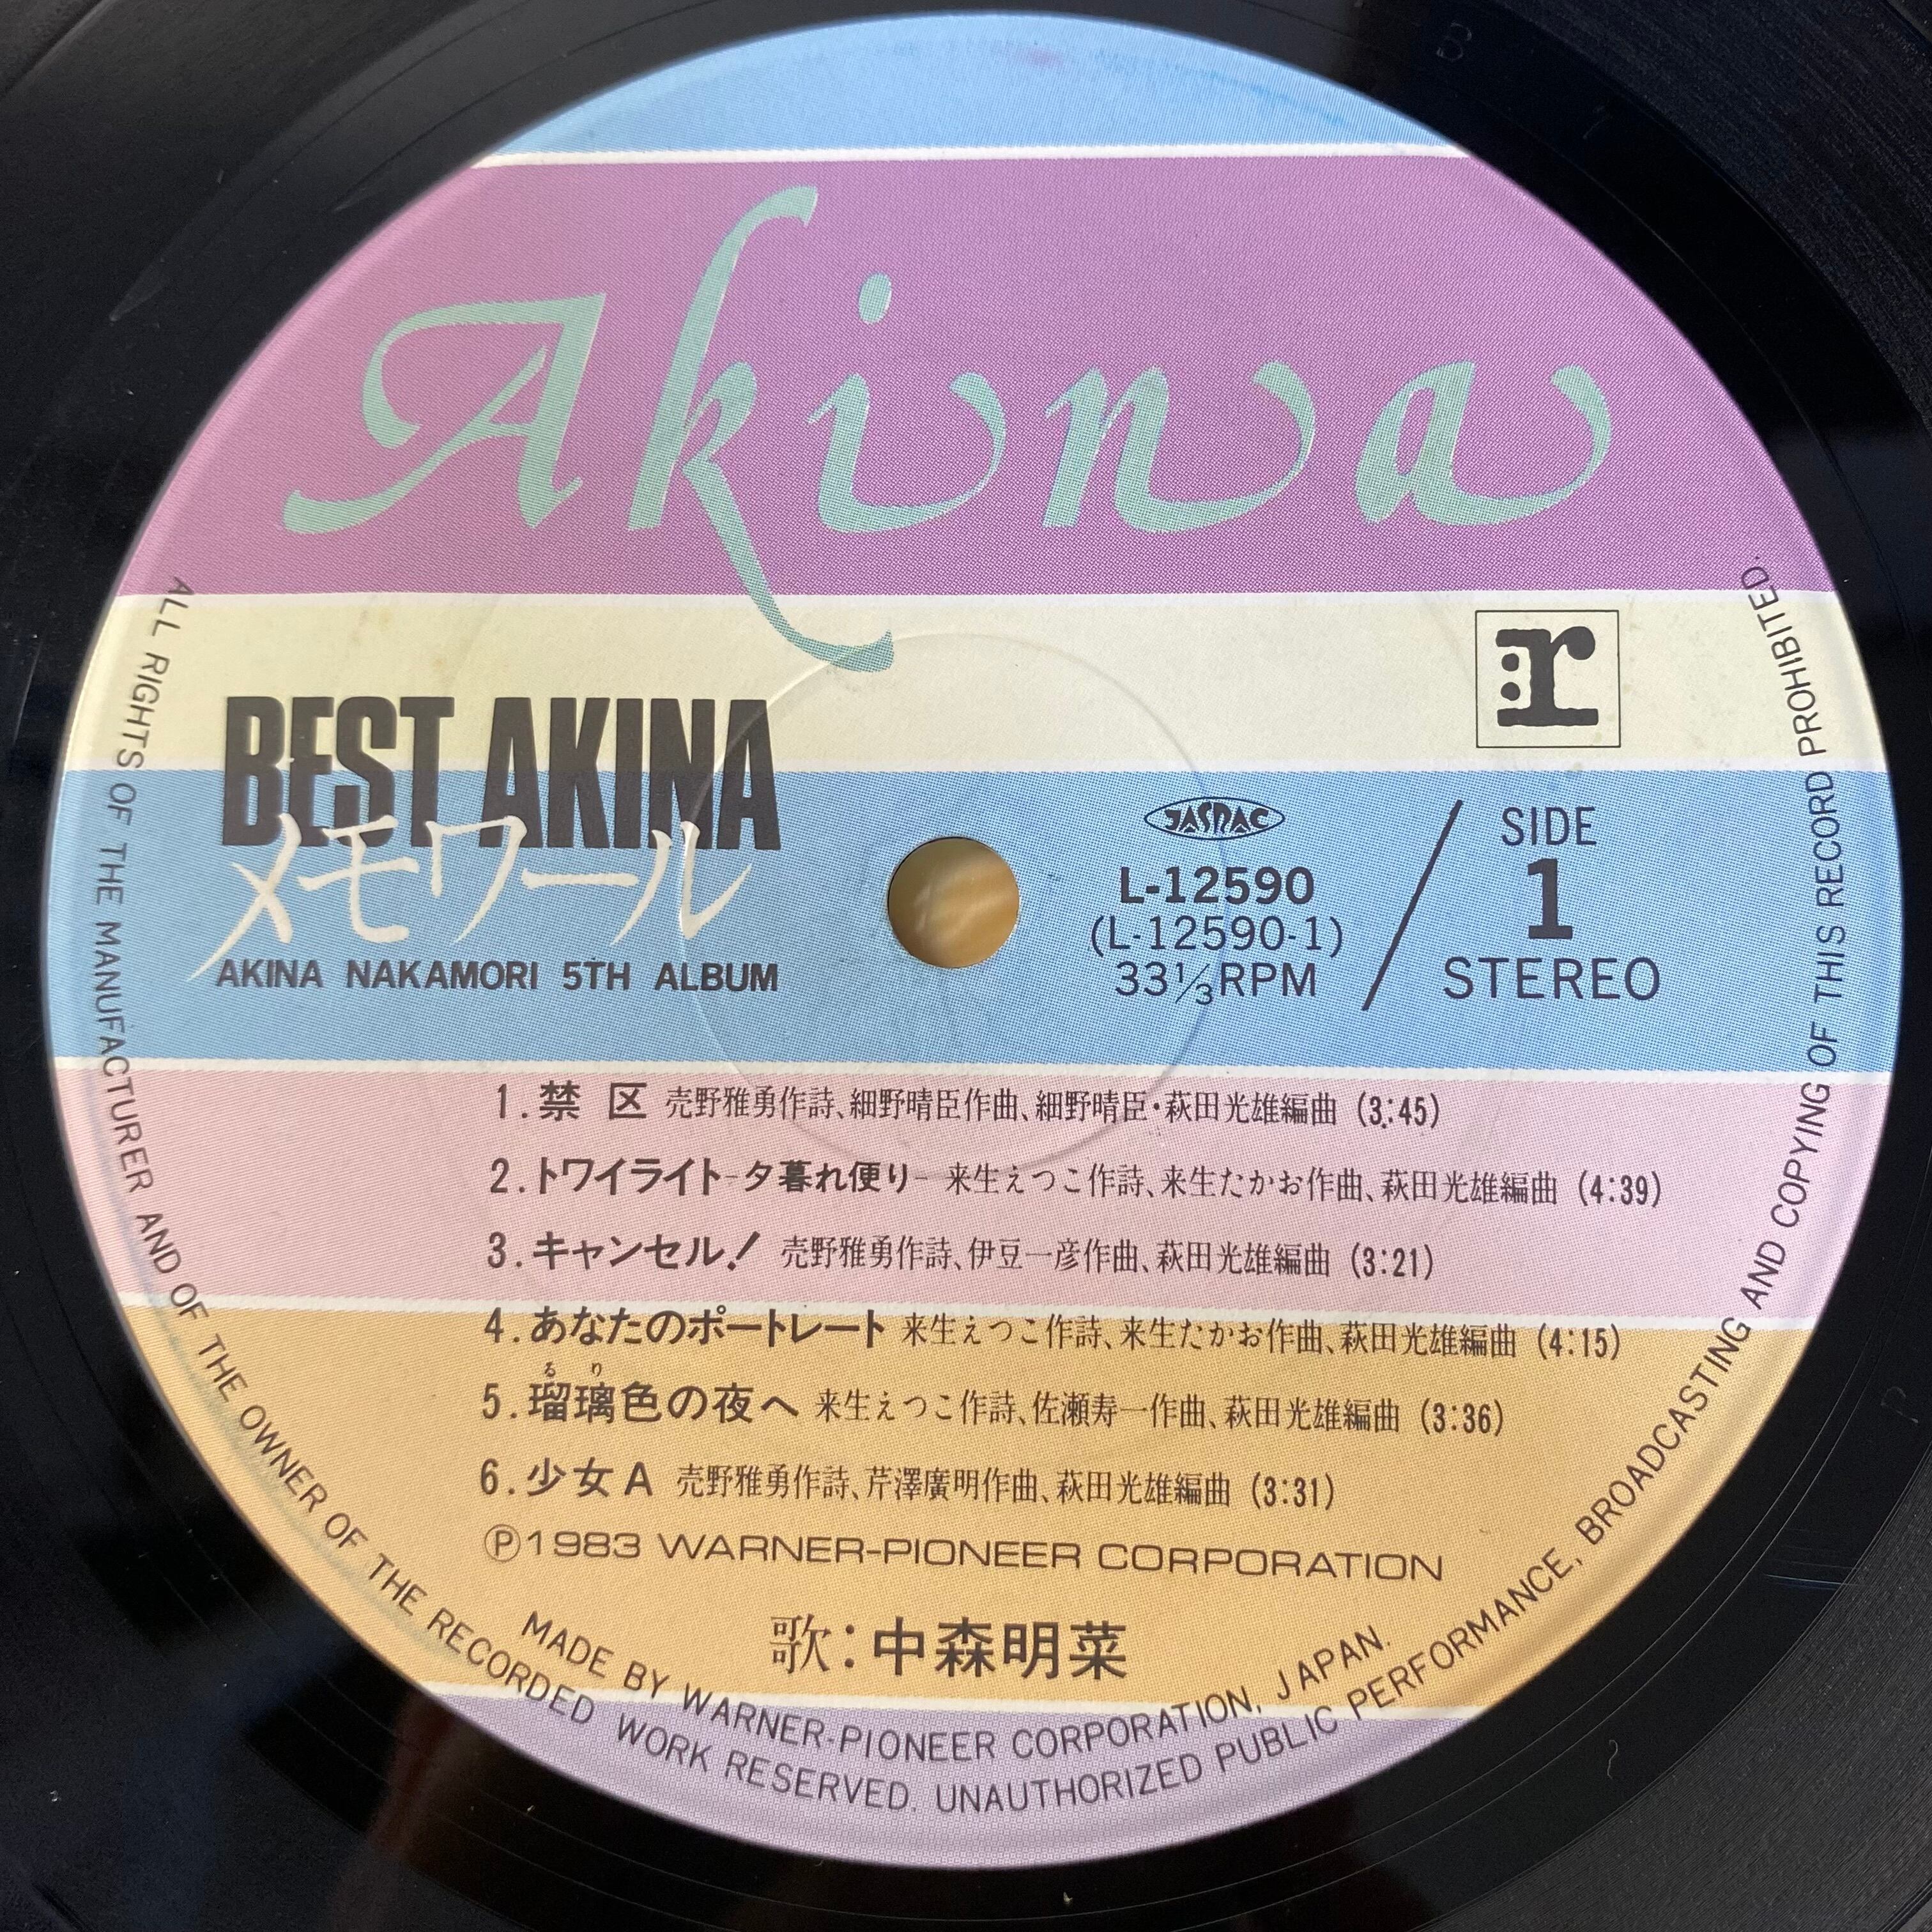 Akina
r
BEST AKINA
メモワール
AKINA NAKAMORI 5TH ALBUM
JASRAC
L-12590
(L-12590-1)
33⅓RPM
SIDE
1
STEREO
1.禁区 売野雅勇作詩、細野晴臣作曲、細野晴臣・萩田光雄編曲 (3:45)
2.トワイライト-夕暮れ便り- 来生えつこ作詩、来生たかお作曲、萩田光雄編曲 (4:39)
3.キャンセル! 売野雅勇作詩、伊豆一彦作曲、萩田光雄編曲 (3:21)
4.あなたのポートレート 来生えつこ作詩、来生たかお作曲、萩田光雄編曲 (4:15)
るり
5.瑠璃色の夜へ 来生えつこ作詩、佐瀬寿一作曲、萩田光雄編曲 (3:36)
6.少女A 売野雅勇作詩、芹澤廣明作曲、萩田光雄編曲 (3:31)
Ⓟ1983 WARNER-PIONEER CORPORATION
歌:中森明菜
MADE BY WARNER-PIONEER CORPORATION, JAPAN.
ALL RIGHTS OF THE MANUFACTURER AND OF THE OWNER OF THE RECORDED WORK RESERVED. UNAUTHORIZED PUBLIC PERFORMANCE, BROADCASTING AND COPYING OF THIS RECORD PROHIBITED.